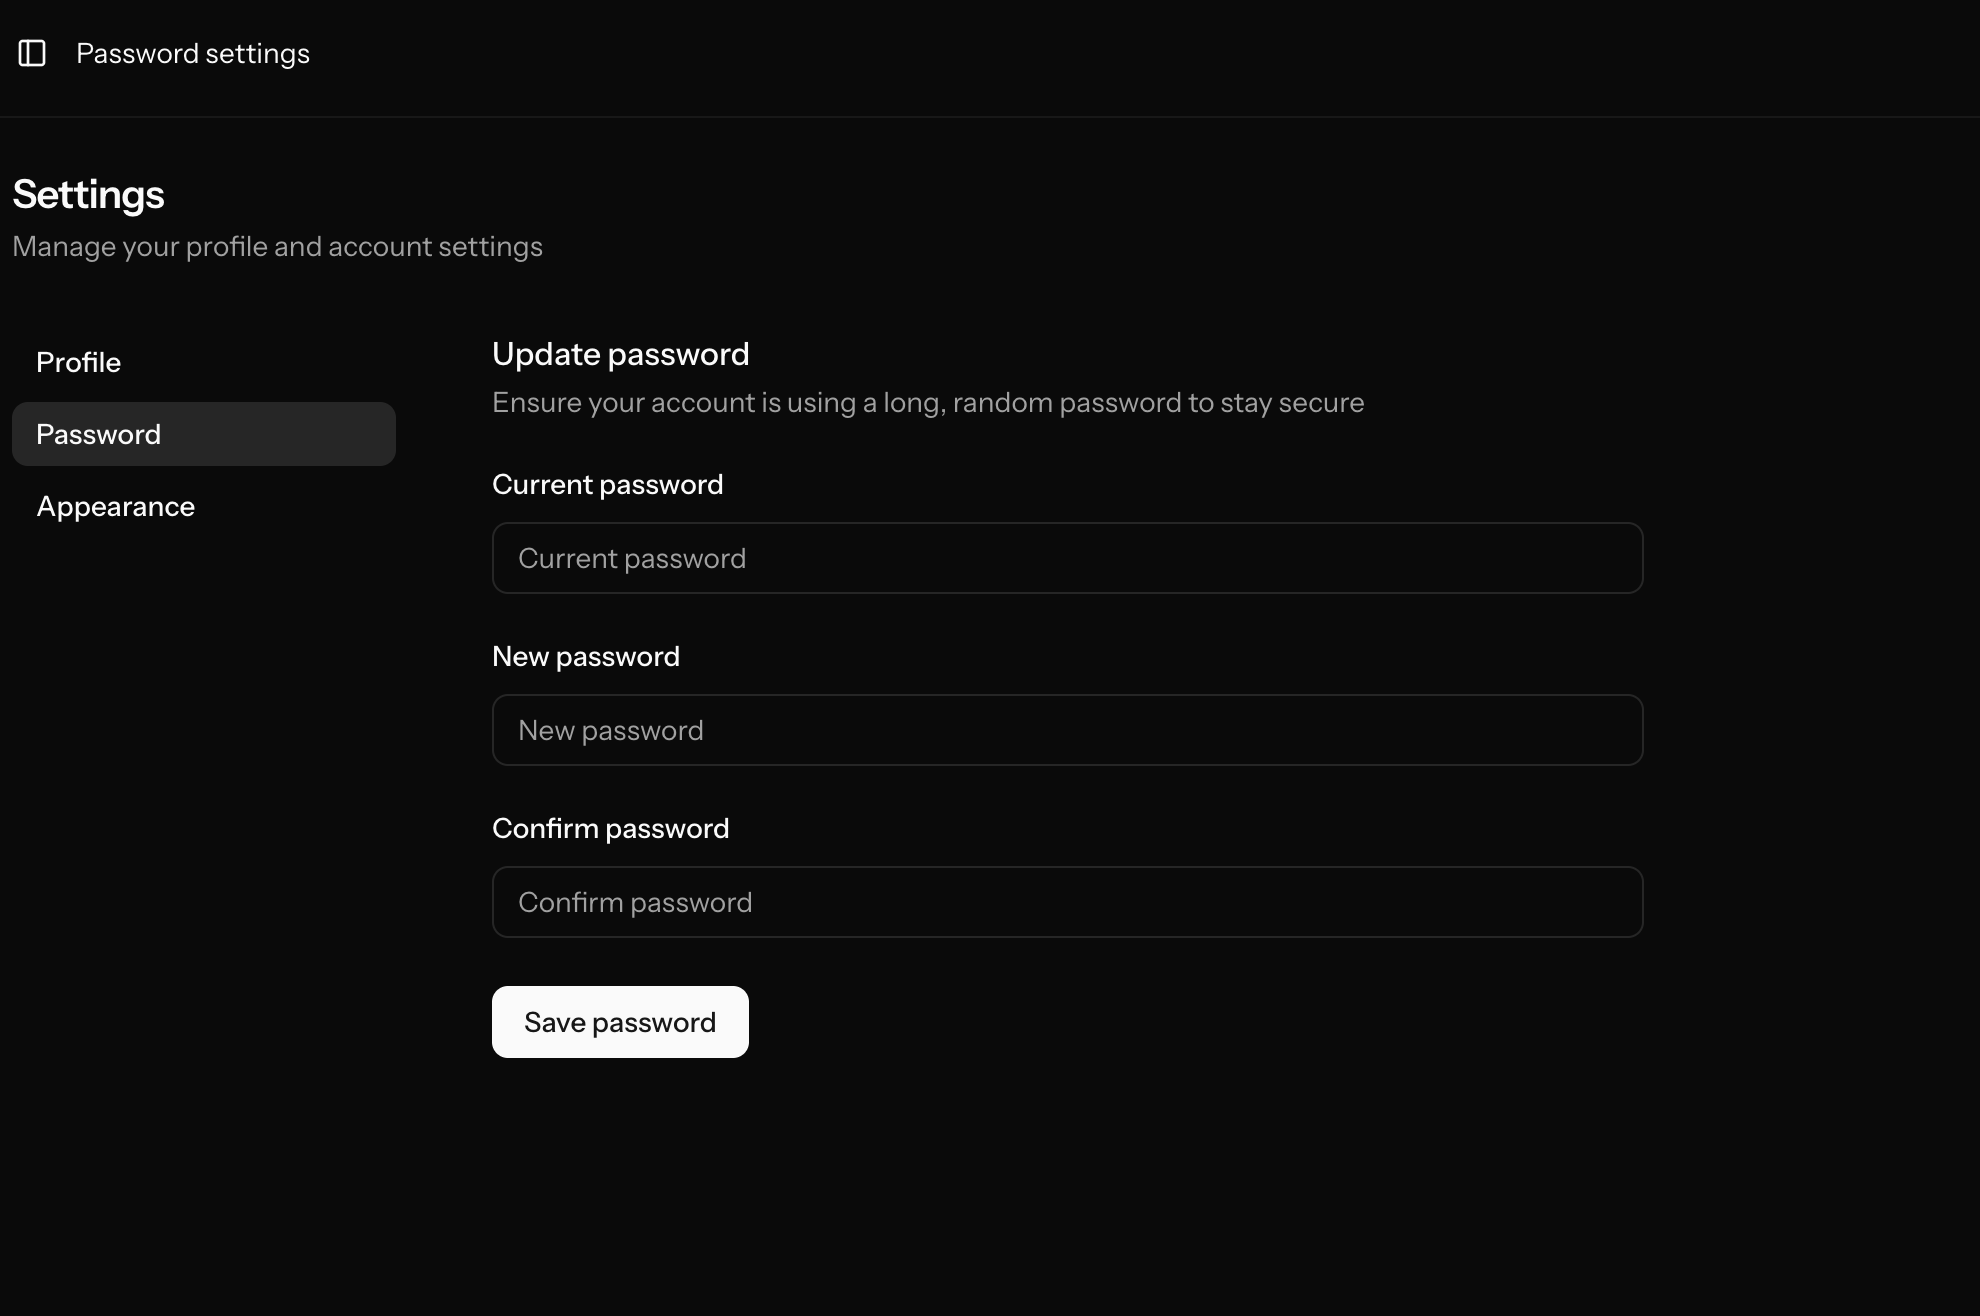 Password settings
Settings
Manage your profile and account settings
Profile
Password
Appearance
Update password
Ensure your account is using a long, random password to stay secure
Current password
Current password
New password
New password
Confirm password
Confirm password
Save password